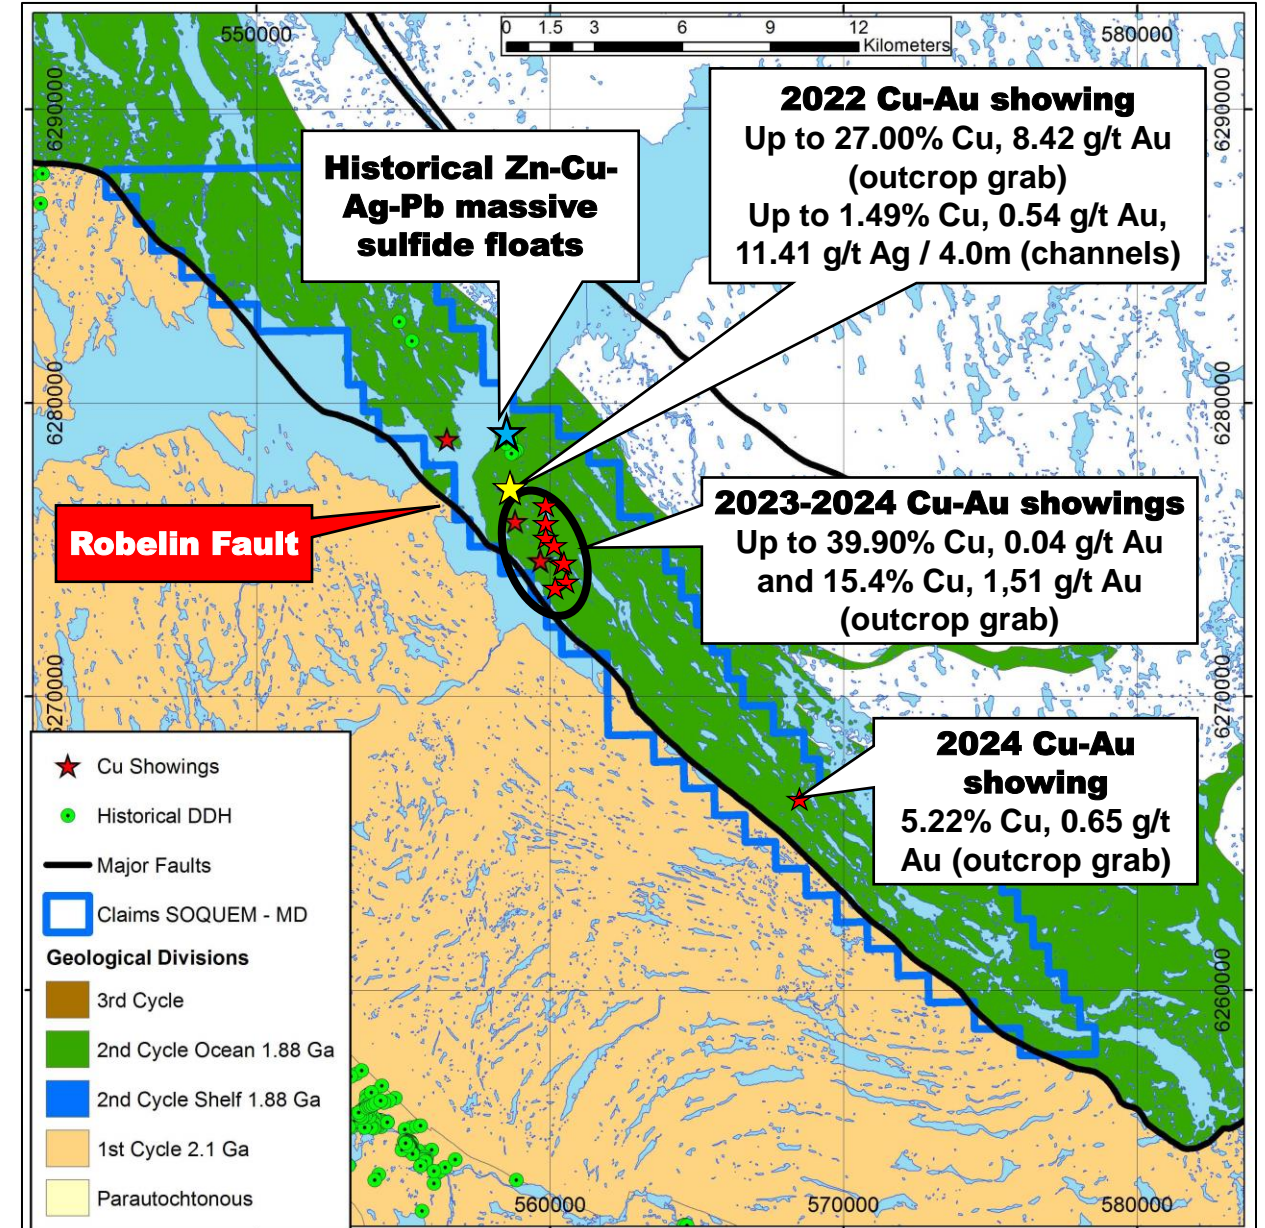 550000
580000
0 1.5 3 6 9 12
Kilometers
6290000
6290000
2022 Cu-Au showing
Up to 27.00% Cu, 8.42 g/t Au
(outcrop grab)
Up to 1.49% Cu, 0.54 g/t Au,
11.41 g/t Ag / 4.0m (channels)
Historical Zn-Cu-
Ag-Pb massive
sulfide floats
6280000
6280000
2023-2024 Cu-Au showings
Up to 39.90% Cu, 0.04 g/t Au
and 15.4% Cu, 1,51 g/t Au
(outcrop grab)
Robelin Fault
6270000
6270000
2024 Cu-Au
showing
5.22% Cu, 0.65 g/t
Au (outcrop grab)
Cu Showings
Historical DDH
Major Faults
Claims SOQUEM - MD
Geological Divisions
3rd Cycle
2nd Cycle Ocean 1.88 Ga
2nd Cycle Shelf 1.88 Ga
1st Cycle 2.1 Ga
Parautochtonous
6260000
560000
570000
580000